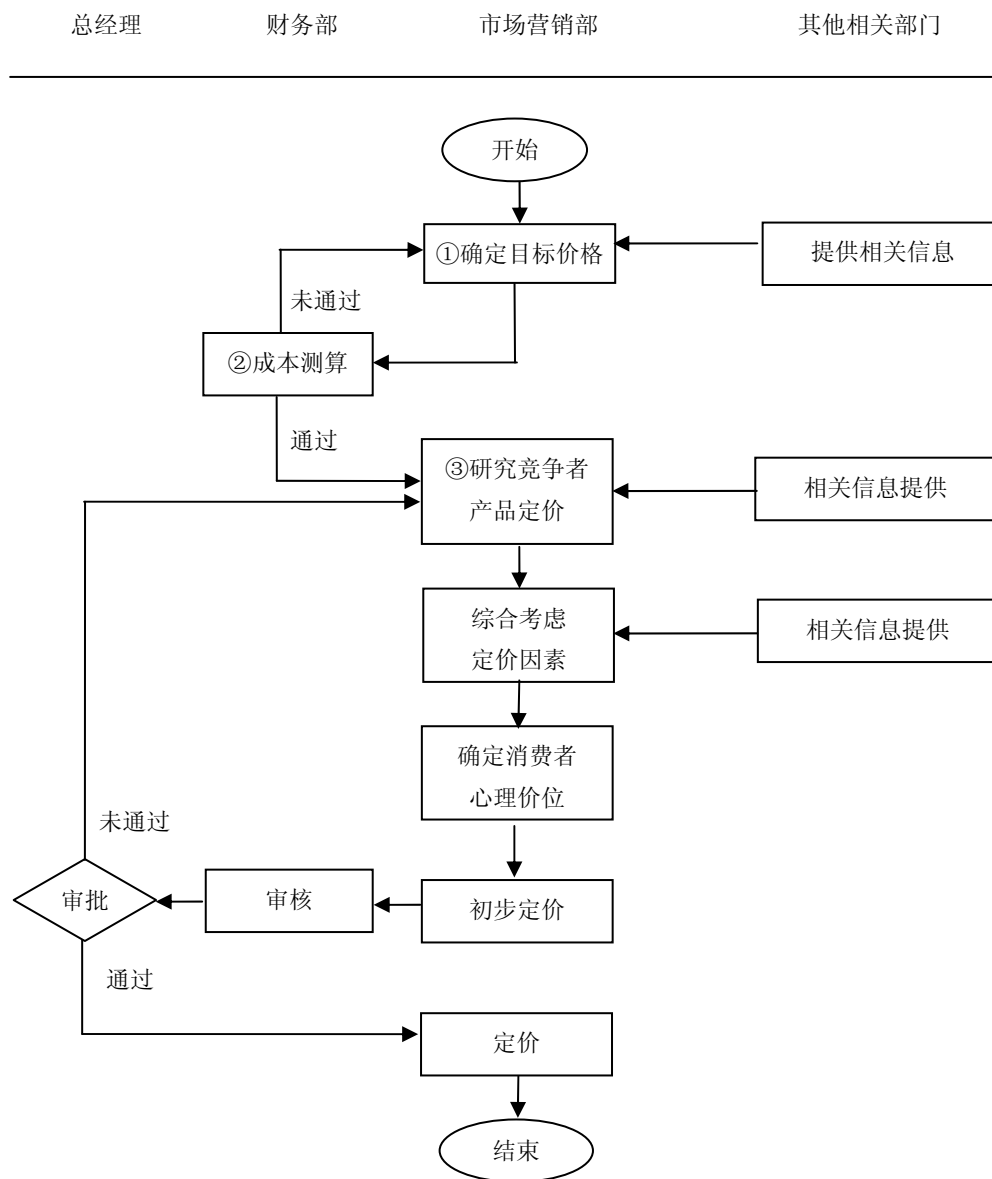 总经理
财务部
市场营销部
其他相关部门
开始
①确定目标价格
提供相关信息
未通过
②成本测算
通过
③研究竞争者
产品定价
相关信息提供
综合考虑
定价因素
相关信息提供
确定消费者
心理价位
未通过
审批
审核
初步定价
通过
定价
结束